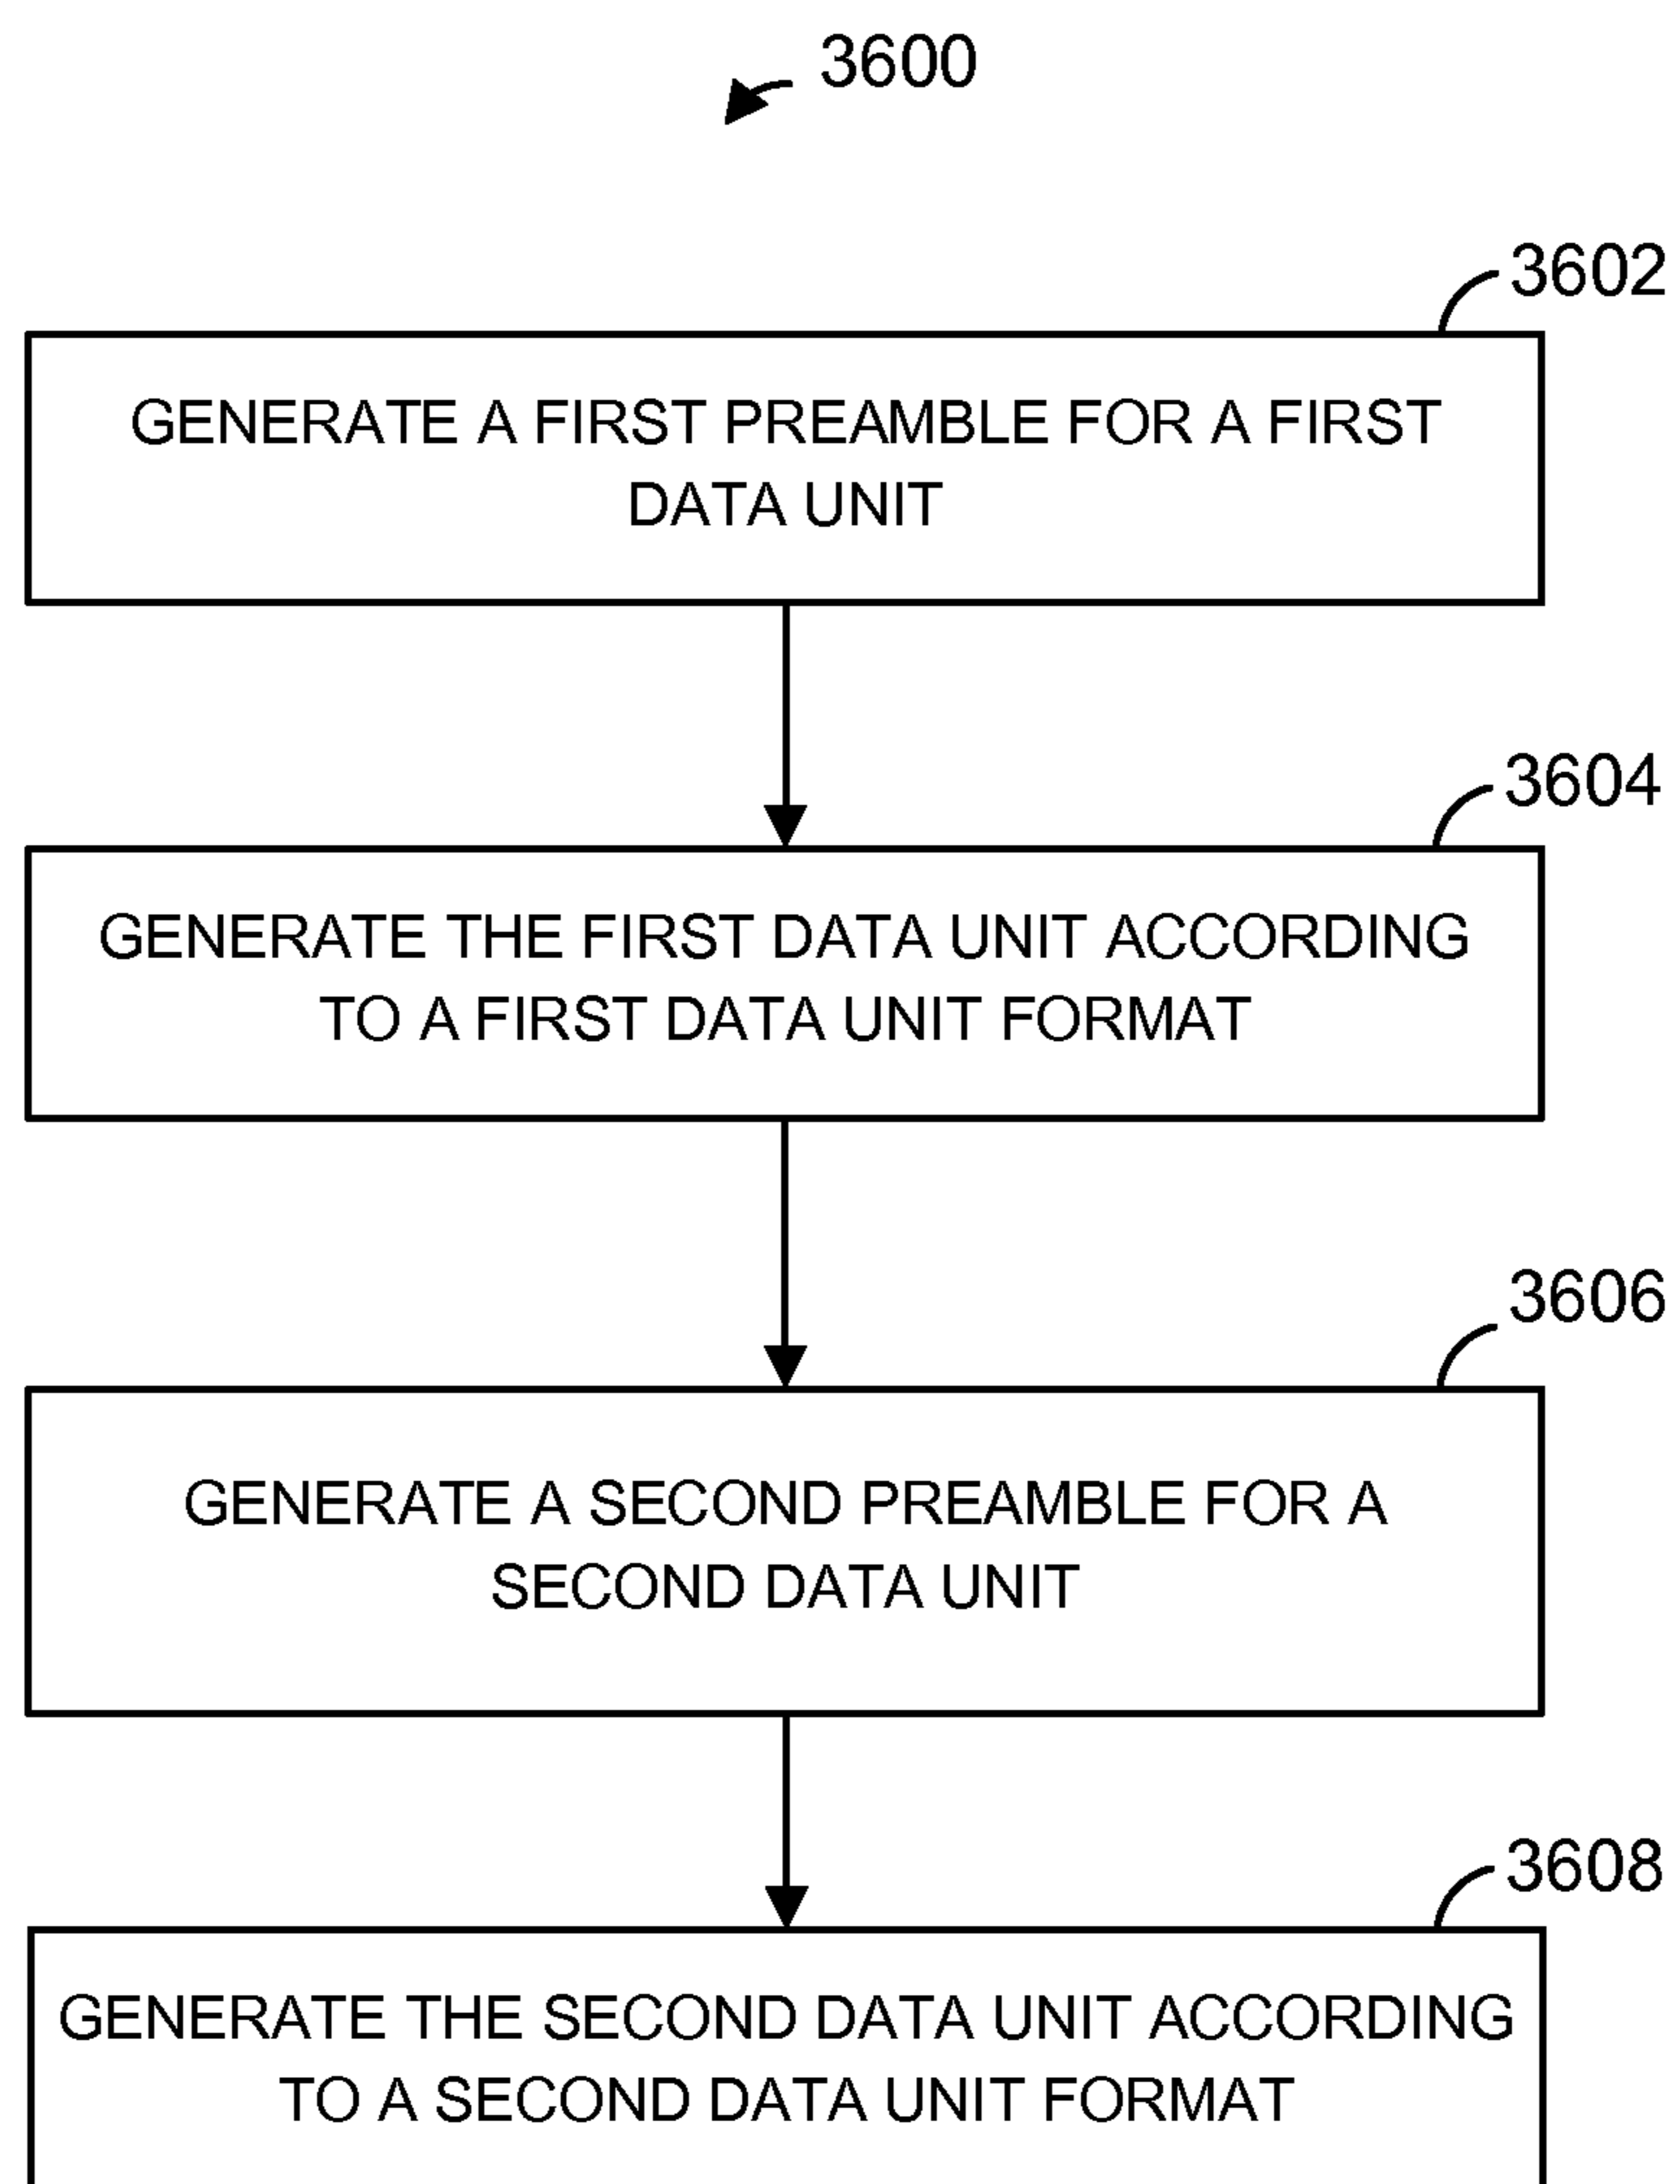 3600
3602
GENERATE A FIRST PREAMBLE FOR A FIRST
DATA UNIT
3604
GENERATE THE FIRST DATA UNIT ACCORDING
TO A FIRST DATA UNIT FORMAT
3606
GENERATE A SECOND PREAMBLE FOR A
SECOND DATA UNIT
3608
GENERATE THE SECOND DATA UNIT ACCORDING
TO A SECOND DATA UNIT FORMAT